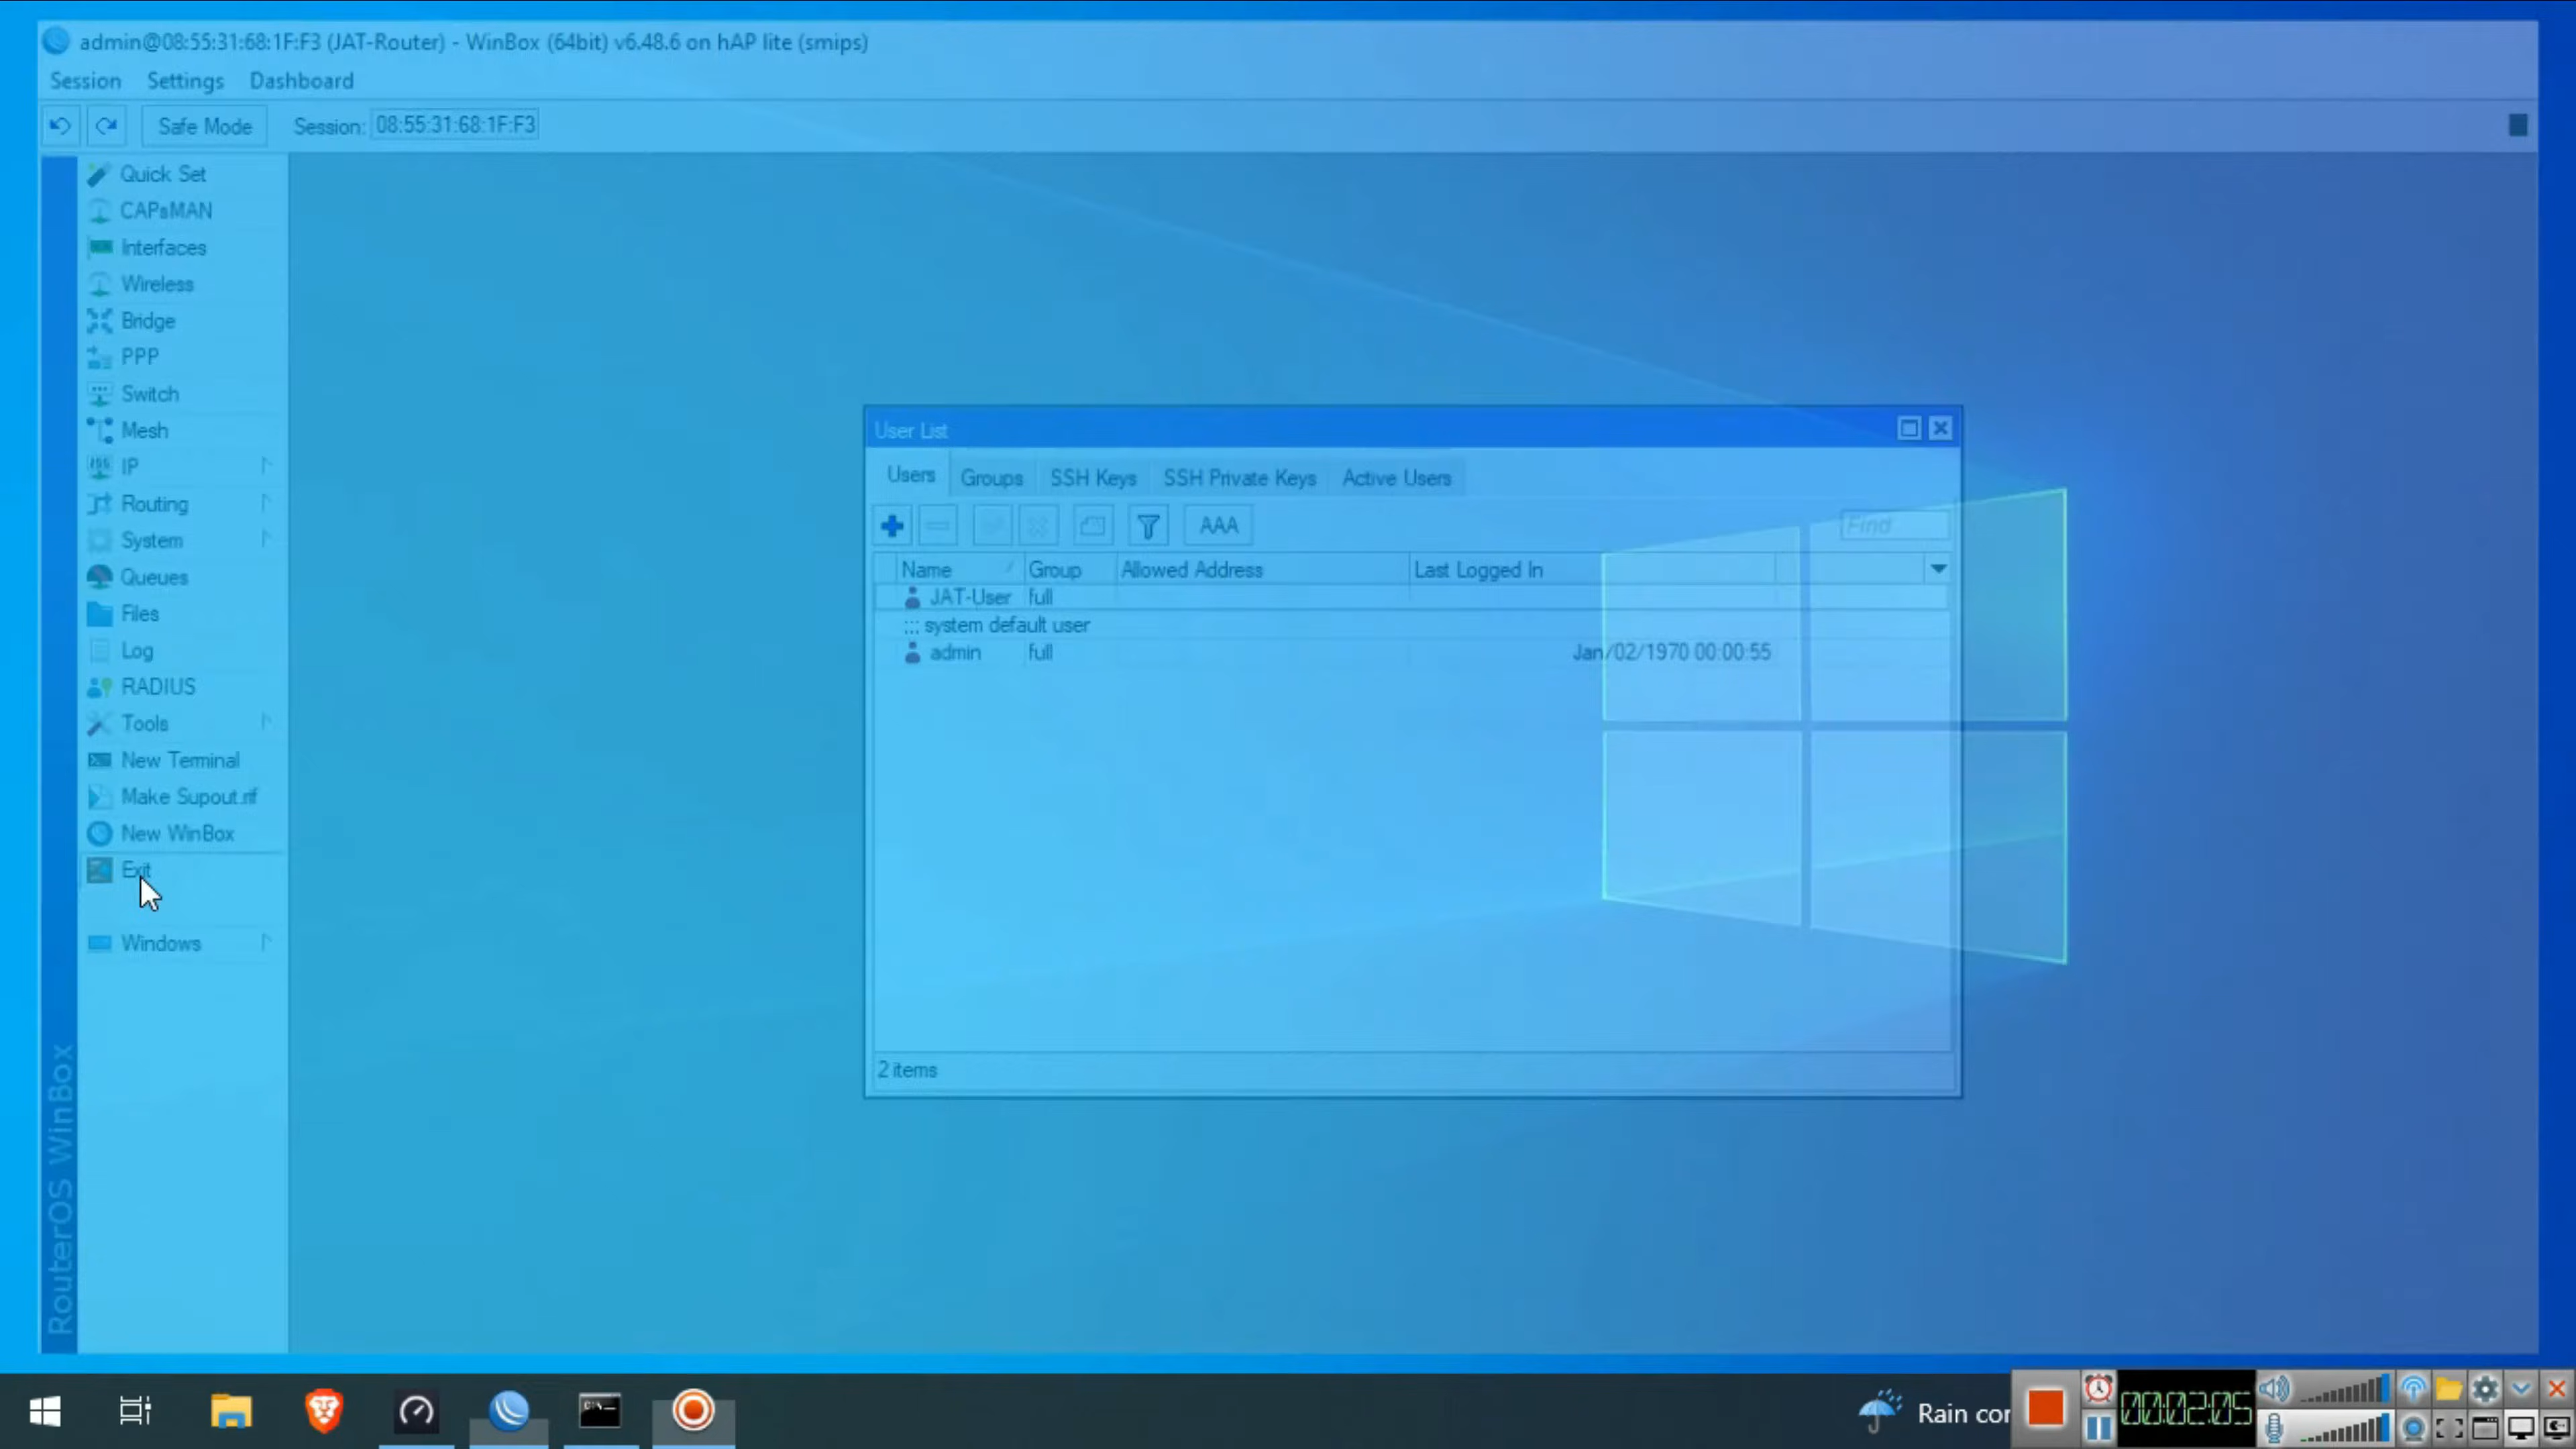 admin@08:55:31:68:1F:F3 (JAT-Router) - WinBox (64bit) v6.48.6 on hAP lite (smips)
Session Settings Dashboard
Safe Mode Session: 08:55:31:68:1F:F3
Quick Set
CAPsMAN
Interfaces
Wireless
Bridge
PPP
Switch
Mesh
IP
Routing
System
Queues
Files
Log
RADIUS
Tools
New Terminal
Make Supout.rif
New WinBox
Exit
Windows
RouterOS WinBox
User List
Users Groups SSH Keys SSH Private Keys Active Users
AAA Find
Name Group Allowed Address Last Logged In
JAT-User full
::: system default user
admin full Jan/02/1970 00:00:55
2 items
Rain cor
00:02:05